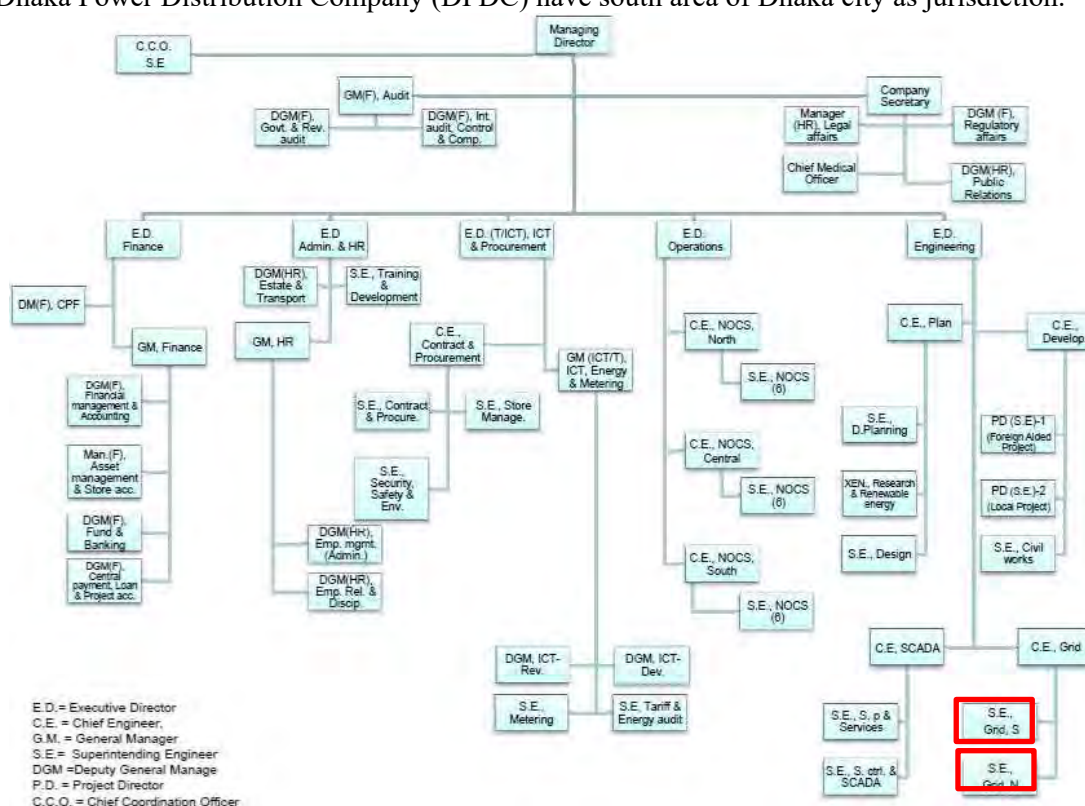 Dhaka Power Distribution Company (DPDC) have south area of Dhaka city as jurisdiction.
Managing
Director
C.C.O.
S.E
GM(F), Audit
Company
Secretary
DGM(F),
Govt. & Rev.
audit
DGM(F), Int.
audit, Control
& Comp.
Manager
(HR), Legal
affairs
DGM (F),
Regulatory
affairs
Chief Medical
Officer
DGM(HR),
Public
Relations
E.D.
Finance
E.D
Admin. & HR
E.D. (T/ICT), ICT
& Procurement
E.D.
Operations
E.D.
Engineering
DM(F), CPF
GM, Finance
DGM(F),
Financial
management &
Accounting
Man.(F),
Asset
management
& Store acc.
DGM(F),
Fund &
Banking
DGM(F),
Central
payment, Loan
& Project acc.
DGM(HR),
Estate &
Transport
S.E., Training
&
Development
GM, HR
DGM(HR),
Emp. mgmt.
(Admin.)
DGM(HR),
Emp. Rel. &
Discip.
C.E.,
Contract &
Procurement
GM (ICT/T),
ICT, Energy
& Metering
S.E., Contract
& Procure.
S.E., Store
Manage.
S.E.,
Security,
Safety &
Env.
DGM, ICT-
Rev.
DGM, ICT-
Dev.
S.E.,
Metering
S.E, Tariff &
Energy audit
C.E., NOCS,
North
S.E., NOCS
(6)
C.E., NOCS,
Central
S.E., NOCS
(6)
C.E., NOCS,
South
S.E., NOCS
(6)
C.E., Plan
C.E.,
Develop
S.E.,
D.Planning
XEN., Research
& Renewable
energy
S.E., Design
PD (S.E)-1
(Foreign Aided
Project)
PD (S.E.)-2
(Local Project)
S.E., Civil
works
C.E, SCADA
C.E., Grid
S.E., S. p &
Services
S.E., S. ctrl. &
SCADA
S.E.,
Grid, S
S.E.,
Grid, N
E.D.= Executive Director
C.E. = Chief Engineer,
G.M. = General Manager
S.E.= Superintending Engineer
DGM =Deputy General Manage
P.D. = Project Director
C.C.O. = Chief Coordination Officer